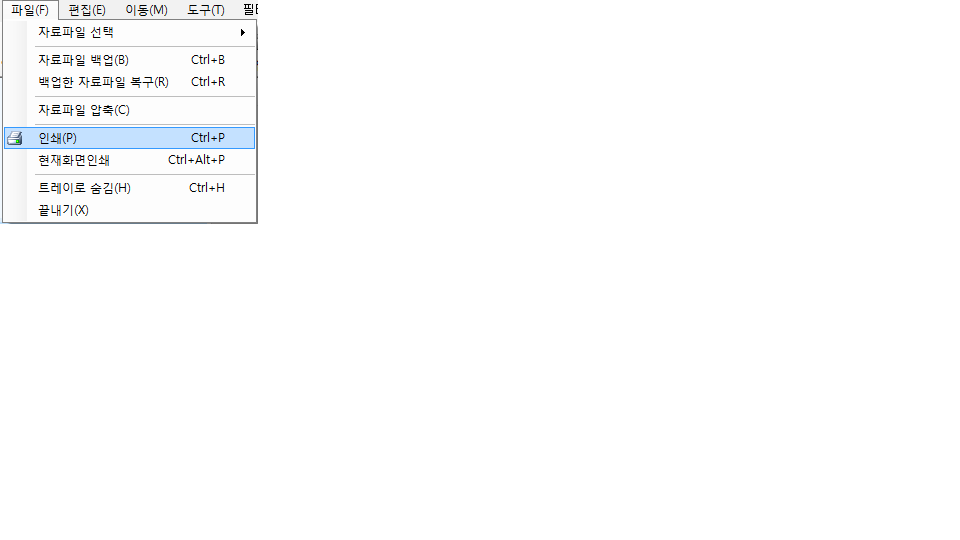 파일(F) 편집(E) 이동(M) 도구(T)
자료파일 선택
자료파일 백업(B) Ctrl+B
백업한 자료파일 복구(R) Ctrl+R
자료파일 압축(C)
인쇄(P) Ctrl+P
현재화면인쇄 Ctrl+Alt+P
트레이로 숨김(H) Ctrl+H
끝내기(X)